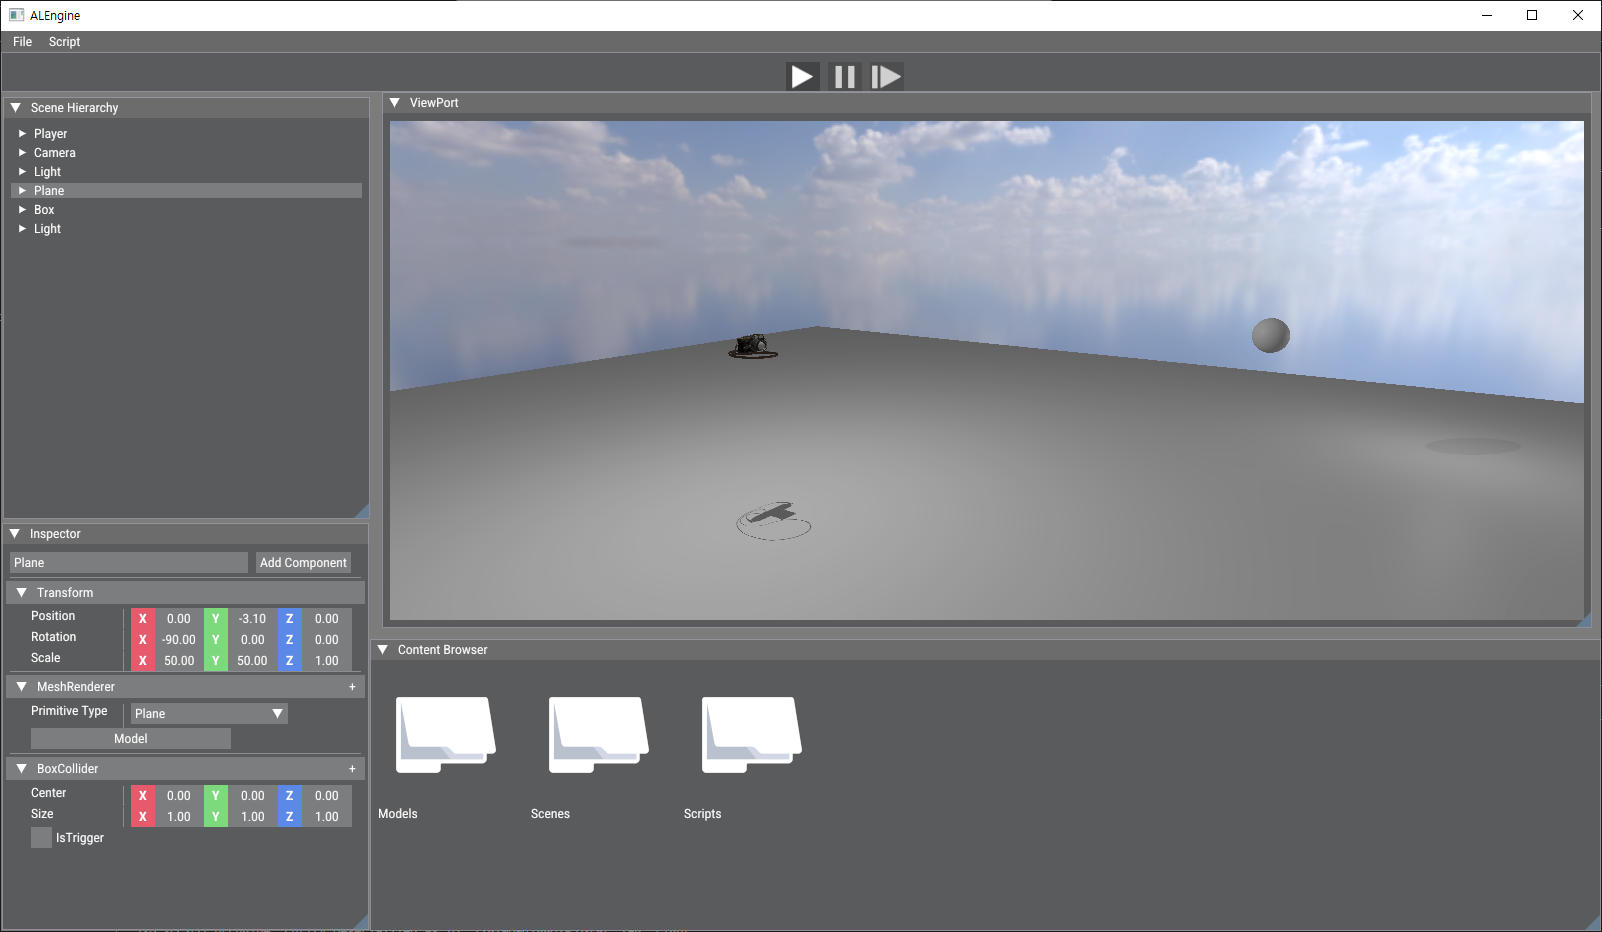 ALEngine
File Script
Scene Hierarchy
Player
Camera
Light
Plane
Box
Light
ViewPort
Inspector
Plane Add Component
Transform
Position X 0.00 Y -3.10 Z 0.00
Rotation X -90.00 Y 0.00 Z 0.00
Scale X 50.00 Y 50.00 Z 1.00
MeshRenderer +
Primitive Type Plane
Model
BoxCollider +
Center X 0.00 Y 0.00 Z 0.00
Size X 1.00 Y 1.00 Z 1.00
IsTrigger
Content Browser
Models Scenes Scripts